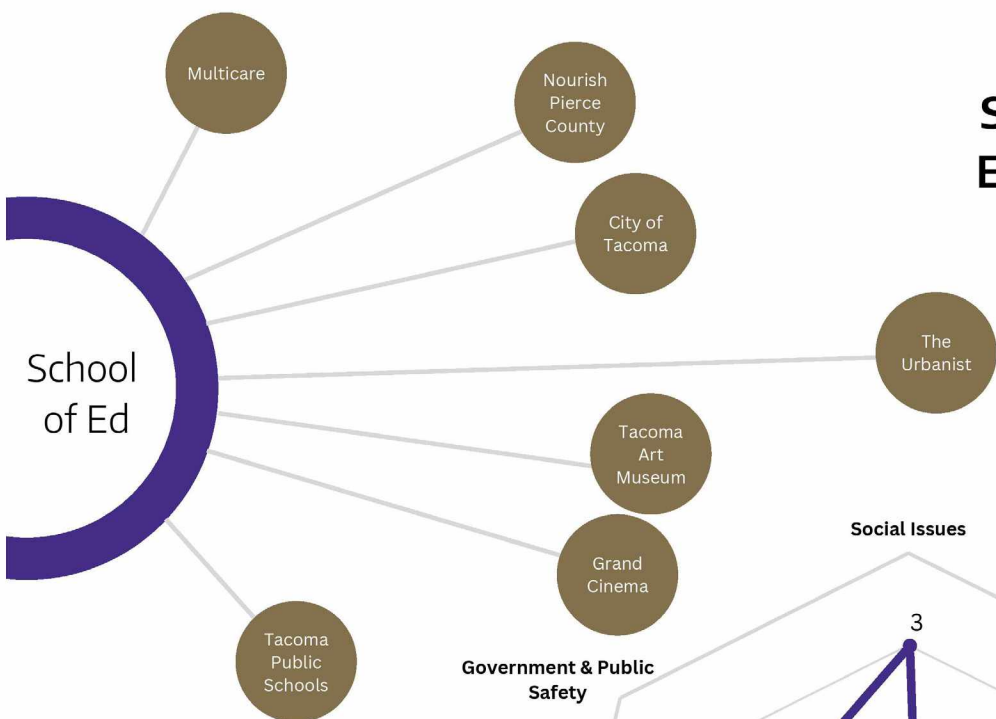 Multicare
Nourish
Pierce
County
S
E
City of
Tacoma
The
Urbanist
School
of Ed
Tacoma
Art
Museum
Social Issues
Grand
Cinema
3
Tacoma
Public
Schools
Government & Public
Safety